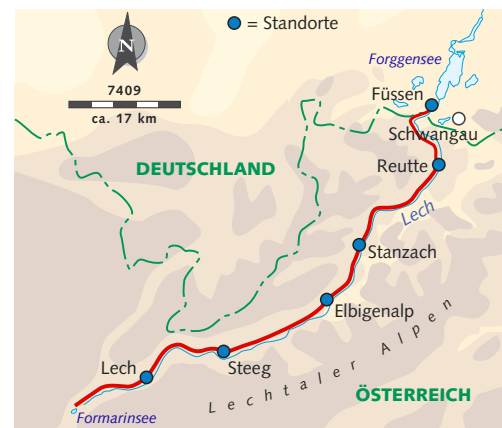 N
= Standorte
Forggensee
7409
ca. 17 km
Füssen
Schwangau
DEUTSCHLAND
Reutte
Lech
Stanzach
Elbigenalp
Lechtaler Alpen
Lech
Steeg
ÖSTERREICH
Formarinsee